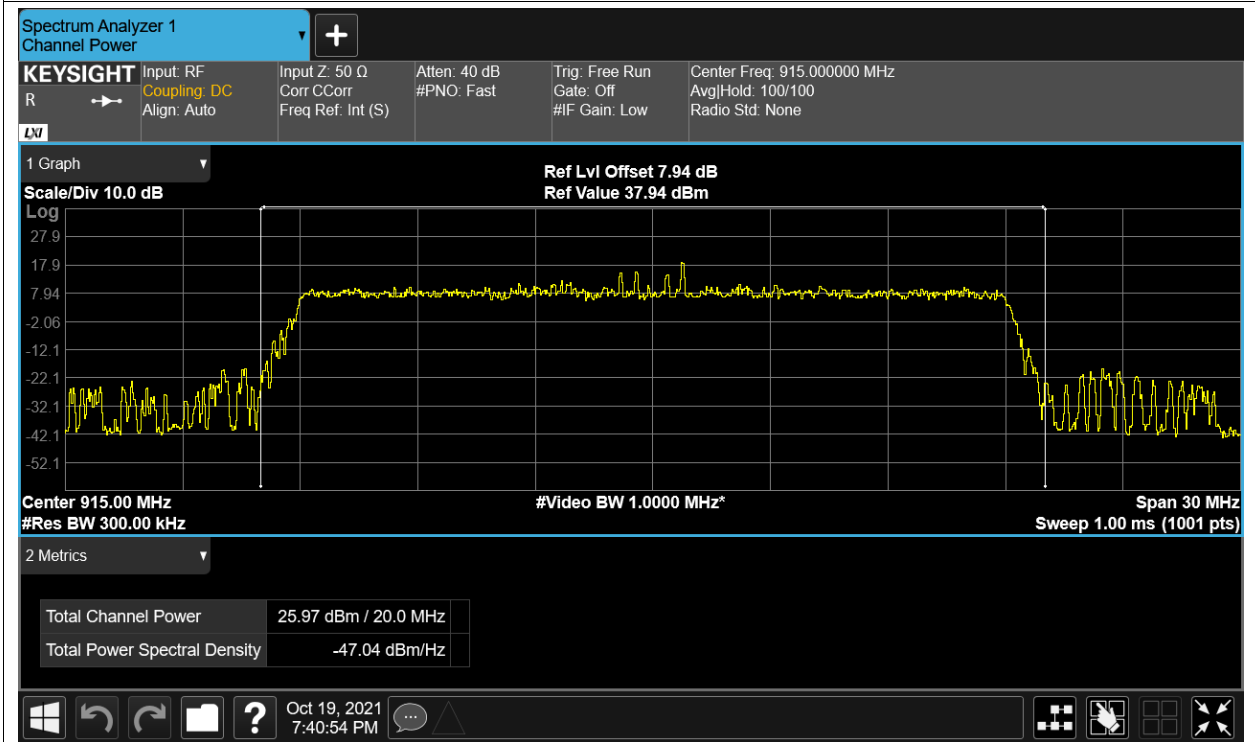 Spectrum Analyzer 1
Channel Power
KEYSIGHT Input: RF Input Z: 50 Ω Atten: 40 dB Trig: Free Run Center Freq: 915.000000 MHz
R Coupling: DC Corr CCorr #PNO: Fast Gate: Off Avg|Hold: 100/100
Align: Auto Freq Ref: Int (S) #IF Gain: Low Radio Std: None
LXI
1 Graph
Ref Lvl Offset 7.94 dB
Scale/Div 10.0 dB Ref Value 37.94 dBm
Log
27.9
17.9
7.94
-2.06
-12.1
-22.1
-32.1
-42.1
-52.1
Center 915.00 MHz #Video BW 1.0000 MHz* Span 30 MHz
#Res BW 300.00 kHz Sweep 1.00 ms (1001 pts)
2 Metrics
Total Channel Power 25.97 dBm / 20.0 MHz
Total Power Spectral Density -47.04 dBm/Hz
Oct 19, 2021
7:40:54 PM